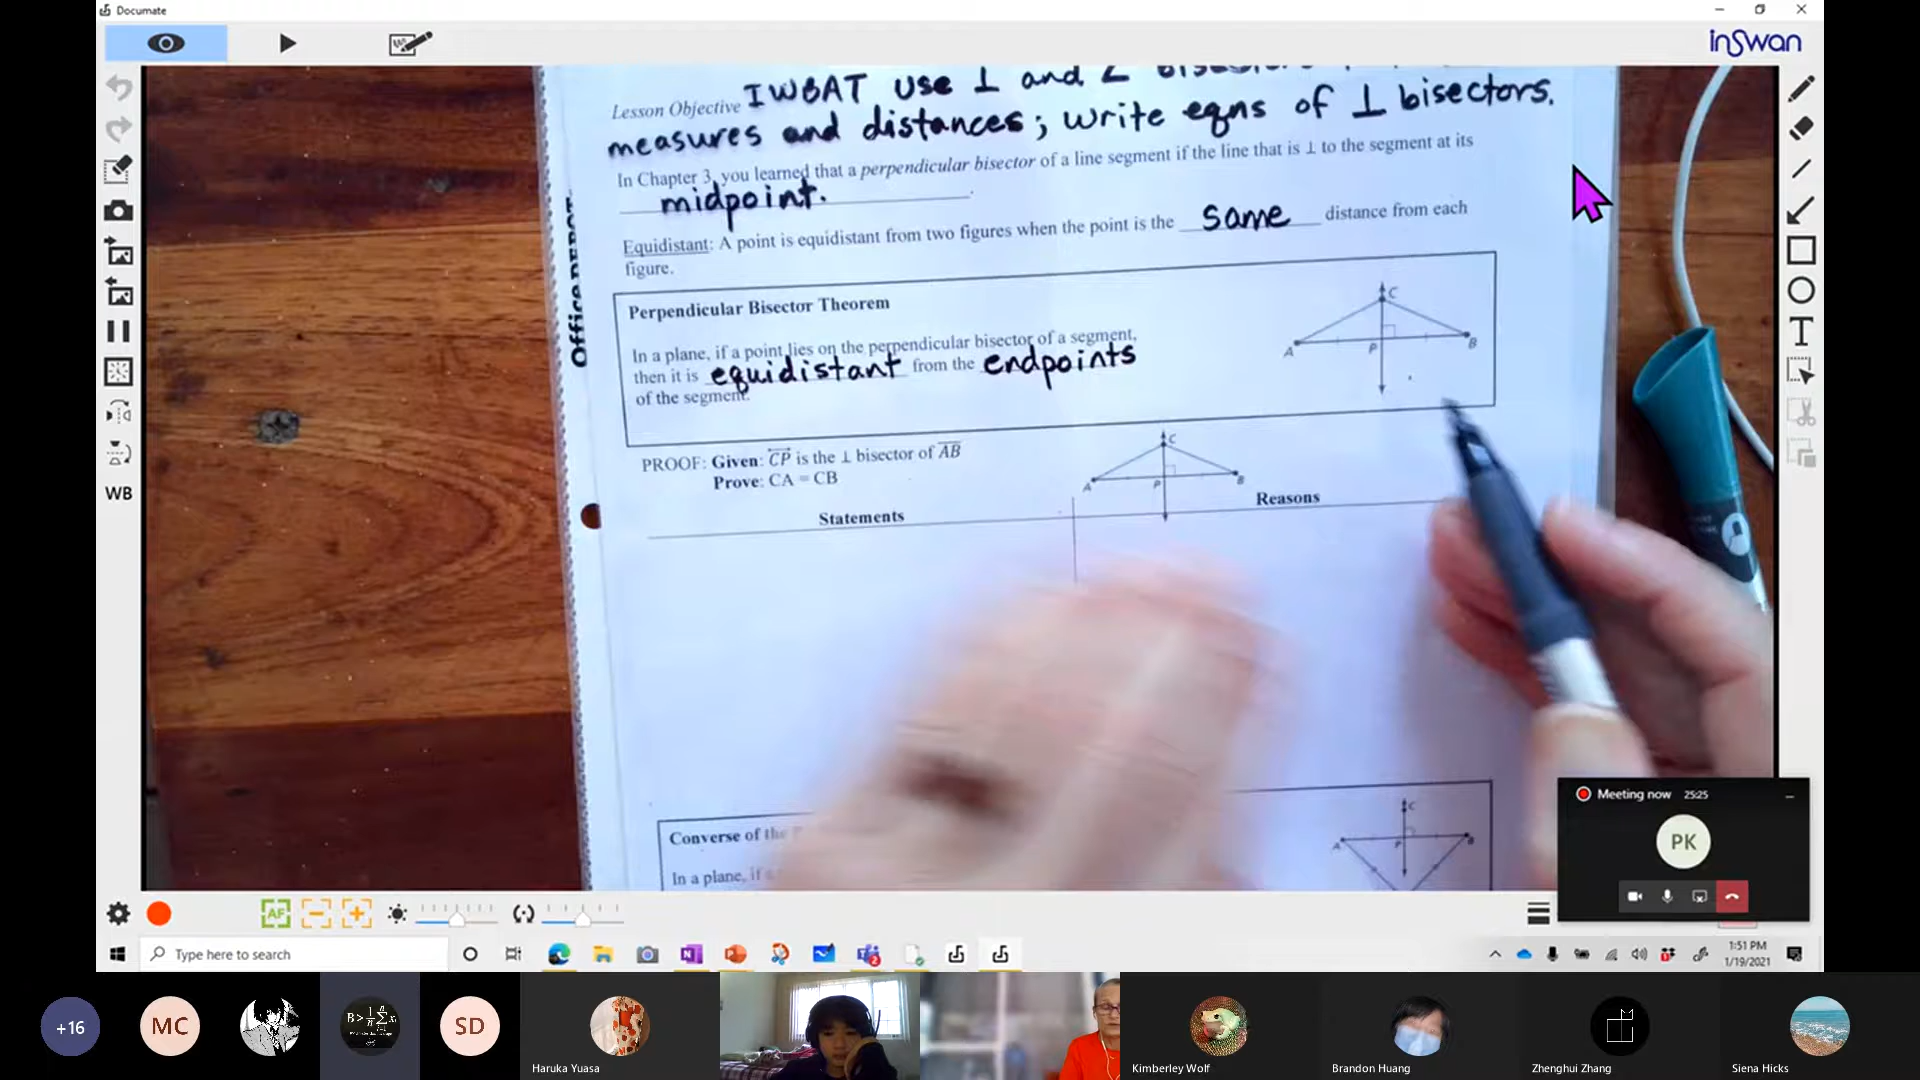 Documate
inSwan
Lesson Objective IWBAT use ⊥ and ∠
measures and distances; write eqns of ⊥ bisectors.
In Chapter 3, you learned that a perpendicular bisector of a line segment if the line that is ⊥ to the segment at its
midpoint.
Equidistant: A point is equidistant from two figures when the point is the same distance from each
figure.
Perpendicular Bisector Theorem
In a plane, if a point lies on the perpendicular bisector of a segment,
then it is equidistant from the endpoints
of the segment.
C
A
P
B
PROOF: Given: CP is the ⊥ bisector of AB
Prove: CA = CB
C
A
P
B
Statements
Reasons
Converse of the
In a plane, if
C
A
P
B
WB
T
AF
Meeting now 25:25
PK
Type here to search
1:51 PM
1/19/2021
+16
MC
SD
Haruka Yuasa
Kimberley Wolf
Brandon Huang
Zhenghui Zhang
Siena Hicks